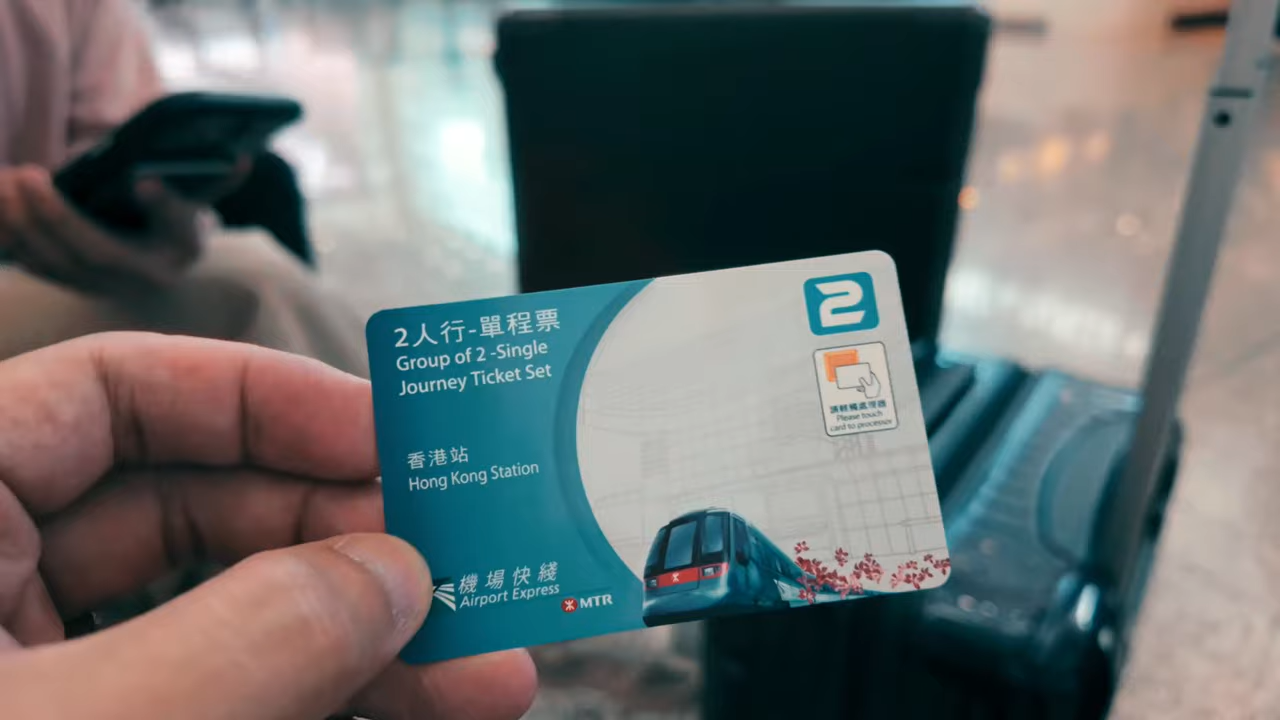 2人行-單程票
Group of 2 -Single
Journey Ticket Set
2
請輕觸處理器
Please touch
card to processor
香港站
Hong Kong Station
機場快綫
Airport Express
MTR